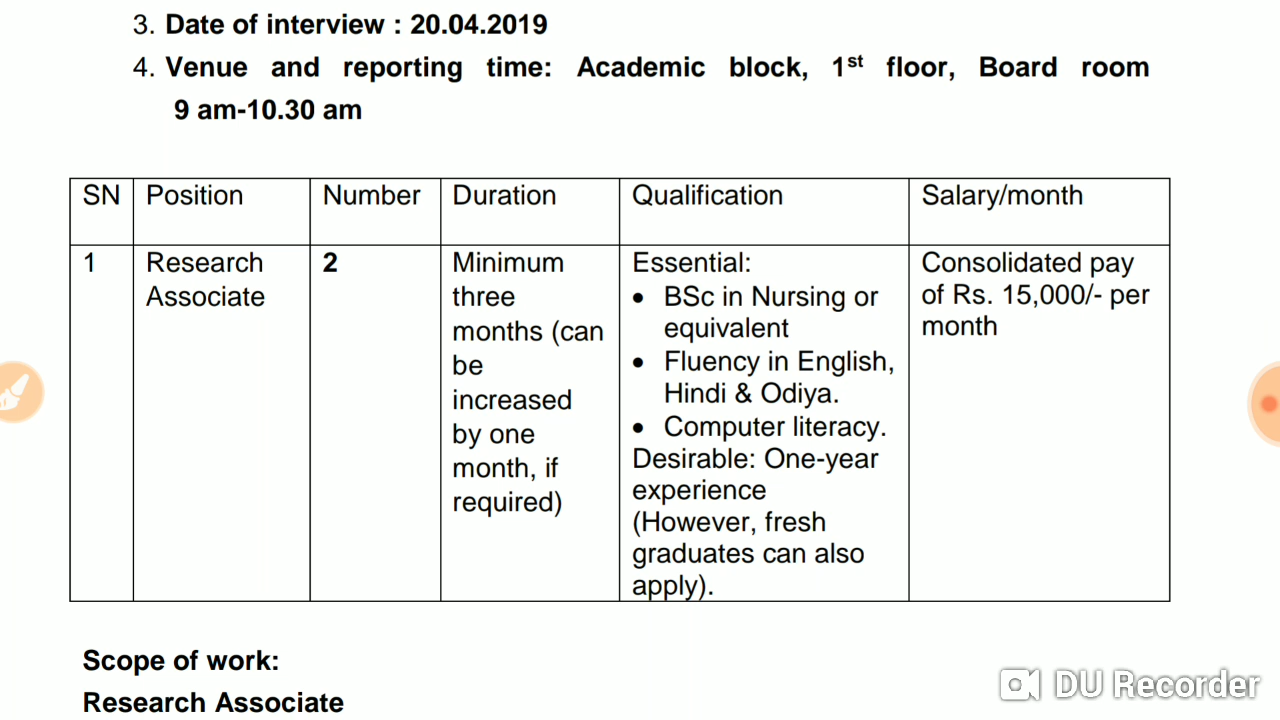 3. Date of interview : 20.04.2019
4. Venue and reporting time: Academic block, 1st floor, Board room
9 am-10.30 am
SN Position Number Duration Qualification Salary/month
1
Research
Associate
2
Minimum
three
months (can
be
increased
by one
month, if
required)
Essential:
• BSc in Nursing or
equivalent
• Fluency in English,
Hindi & Odiya.
• Computer literacy.
Desirable: One-year
experience
(However, fresh
graduates can also
apply).
Consolidated pay
of Rs. 15,000/- per
month
Scope of work:
Research Associate
DU Recorder